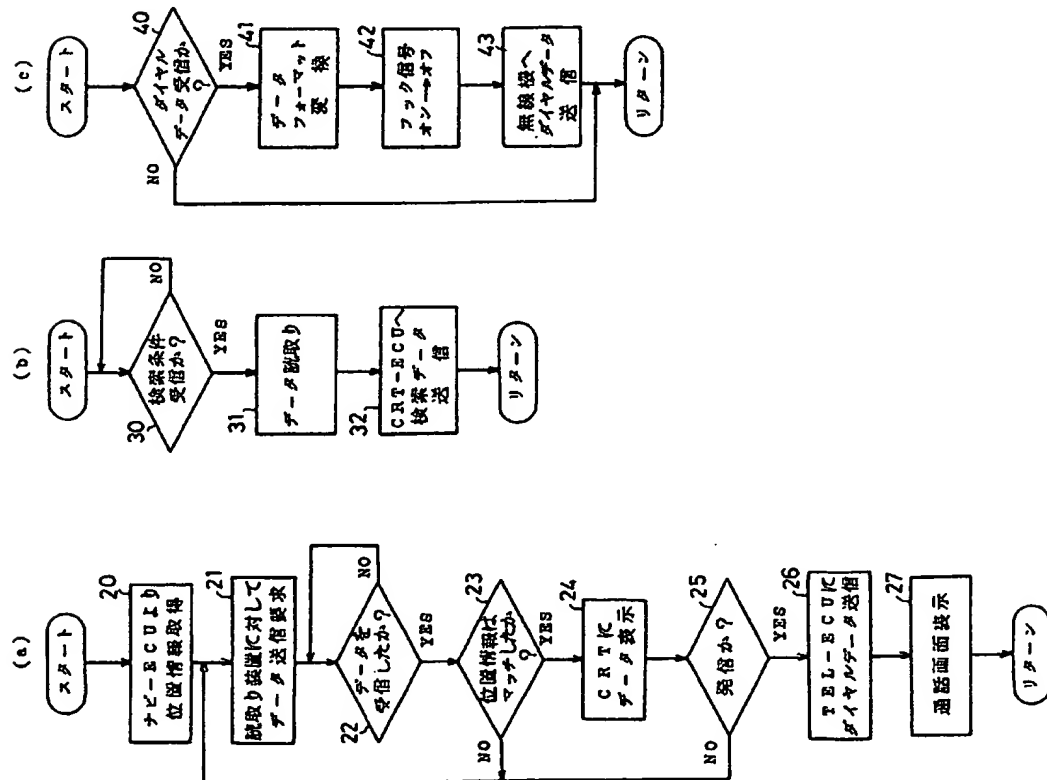 (a)
スタート
20
ナビーECUより
位置情報取得
21
読取り装置に対して
データ送信要求
22
データを
受信したか?
NO
YES
23
位置情報は
マッチしたか
?
NO
YES
24
CRTに
データ表示
25
発信か?
NO
YES
26
TEL-ECUに
ダイヤルデータ送信
27
通話画面表示
リターン
(b)
スタート
30
検索条件
受信か?
NO
YES
31
データ読取り
32
CRT-ECUへ
検索データ
送信
リターン
(c)
スタート
40
ダイヤル
データ受信か
?
NO
YES
41
データ
フォーマット
変換
42
フック信号
オン→オフ
43
無線機へ
ダイヤルデータ
送信
リターン